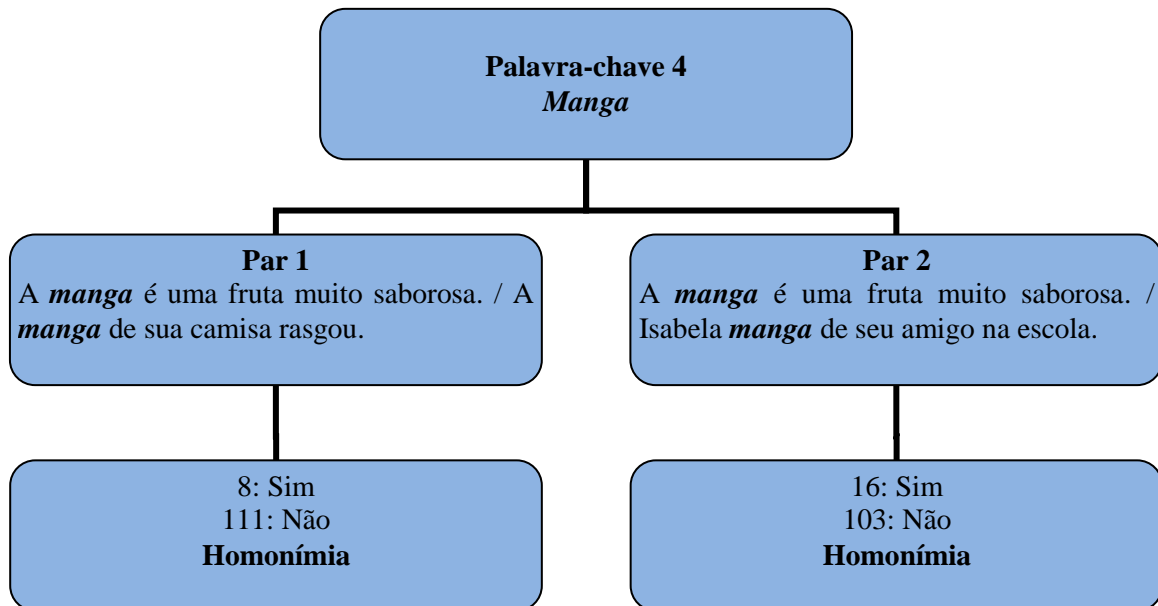 Palavra-chave 4
Manga
Par 1
A manga é uma fruta muito saborosa. / A
manga de sua camisa rasgou.
Par 2
A manga é uma fruta muito saborosa. /
Isabela manga de seu amigo na escola.
8: Sim
111: Não
Homonímia
16: Sim
103: Não
Homonímia